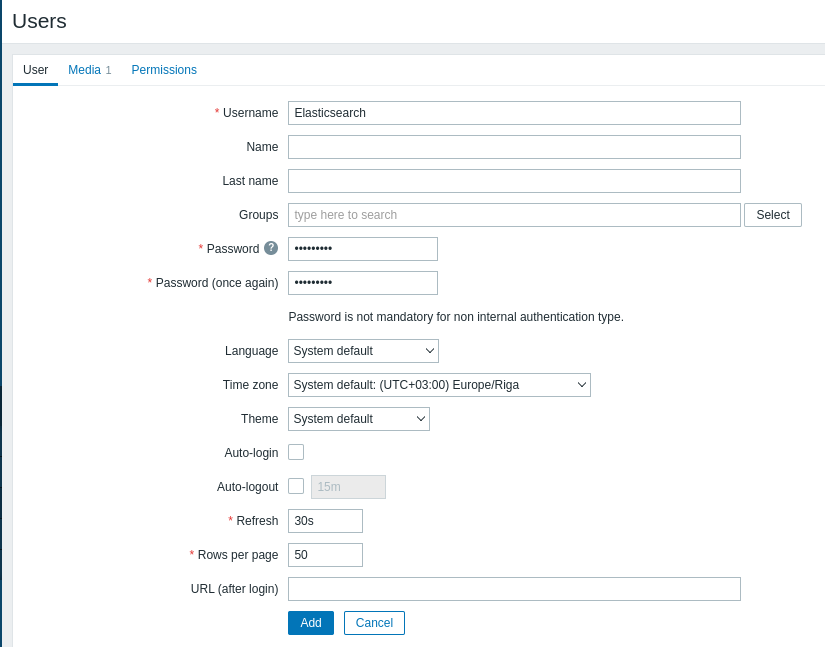 Users
User Media 1 Permissions
* Username Elasticsearch
Name
Last name
Groups type here to search Select
* Password ? •••••••••
* Password (once again) •••••••••
Password is not mandatory for non internal authentication type.
Language System default
Time zone System default: (UTC+03:00) Europe/Riga
Theme System default
Auto-login
Auto-logout 15m
* Refresh 30s
* Rows per page 50
URL (after login)
Add Cancel